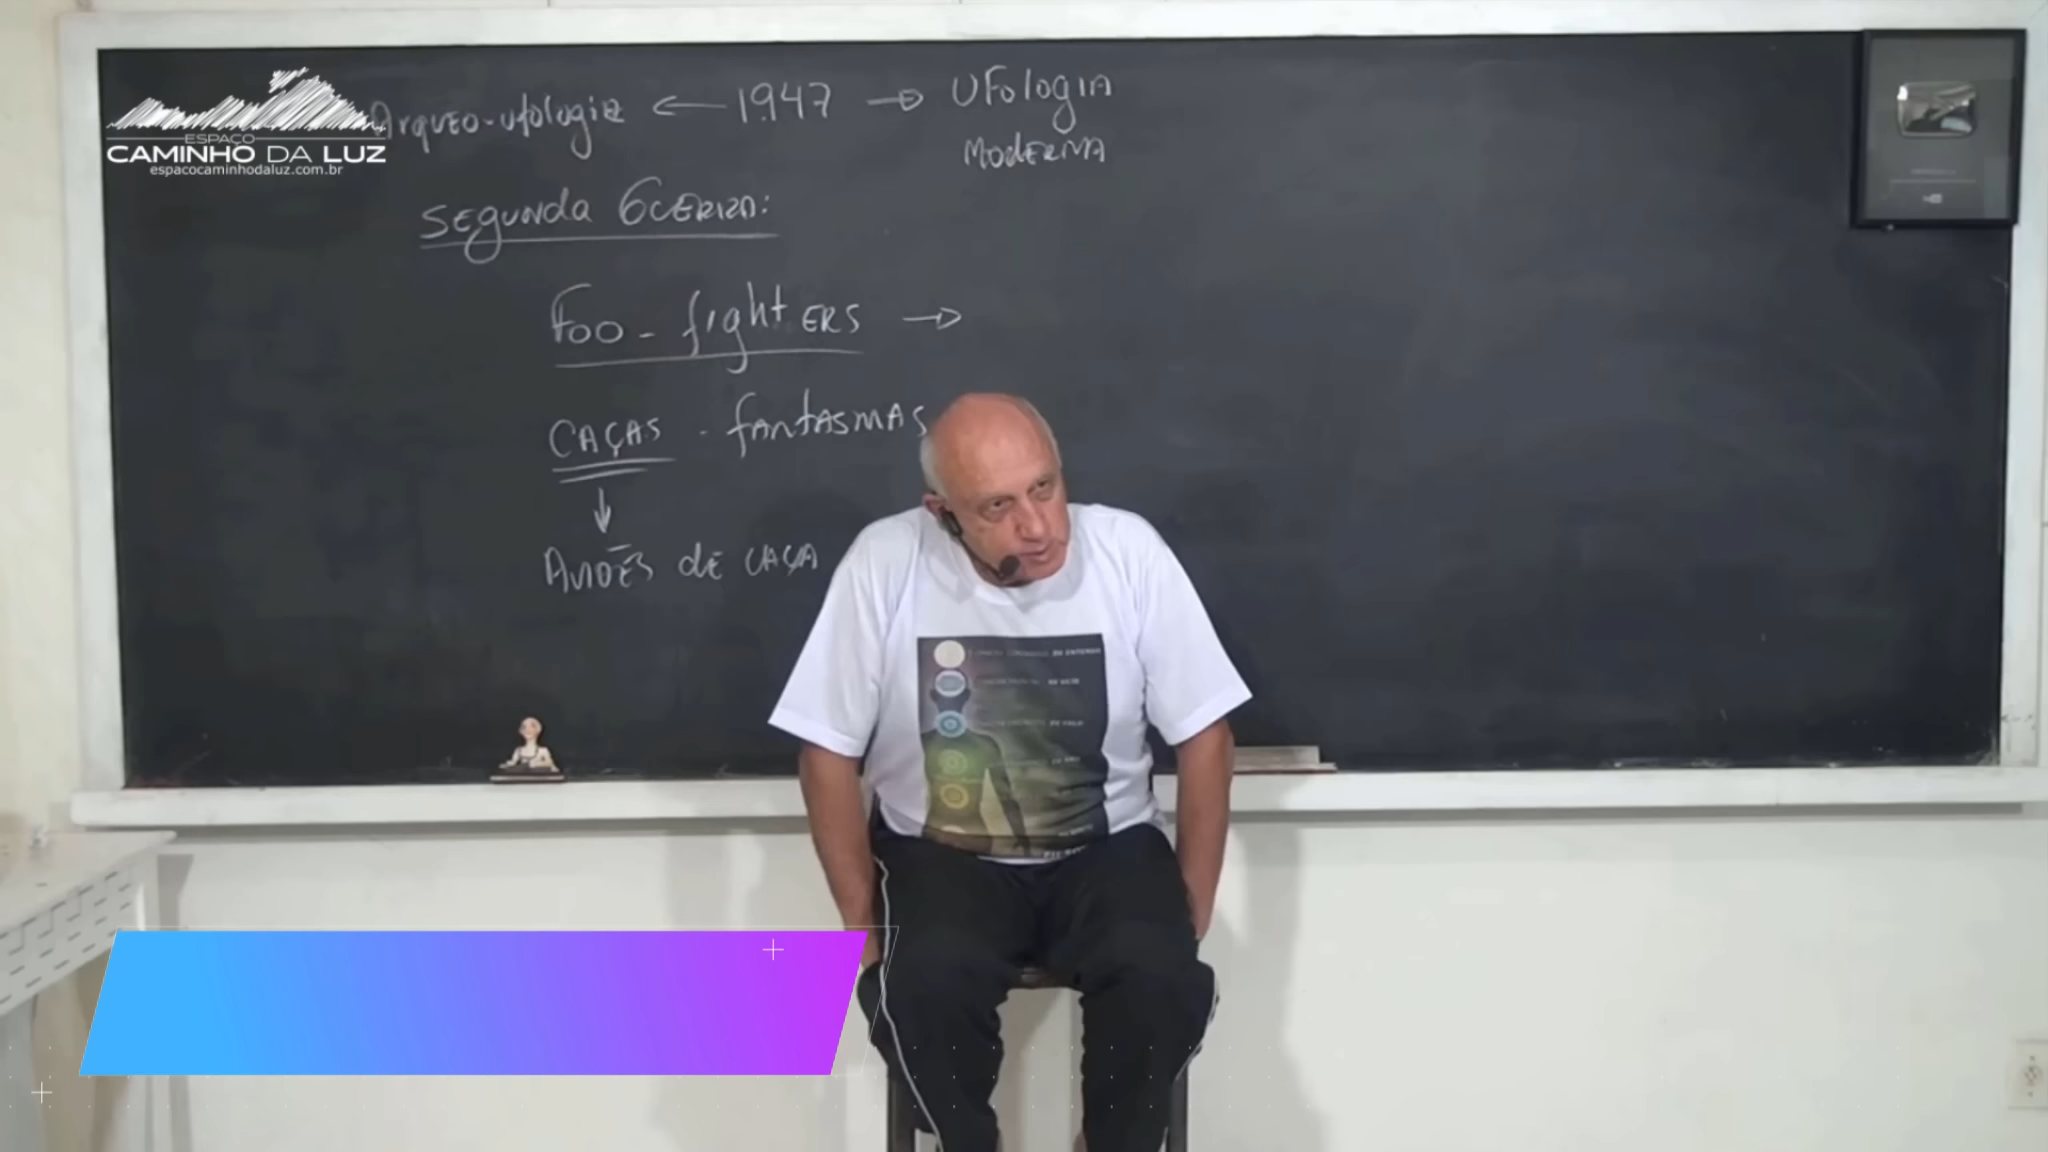 Arqueo-ufologia ← 1947 → UFologia
Moderna
ESPAÇO
CAMINHO DA LUZ
espacocaminhodaluz.com.br
Segunda Guerra:
Foo-fighters →
CAÇAS - fantasmas
↓
Aviões de caça